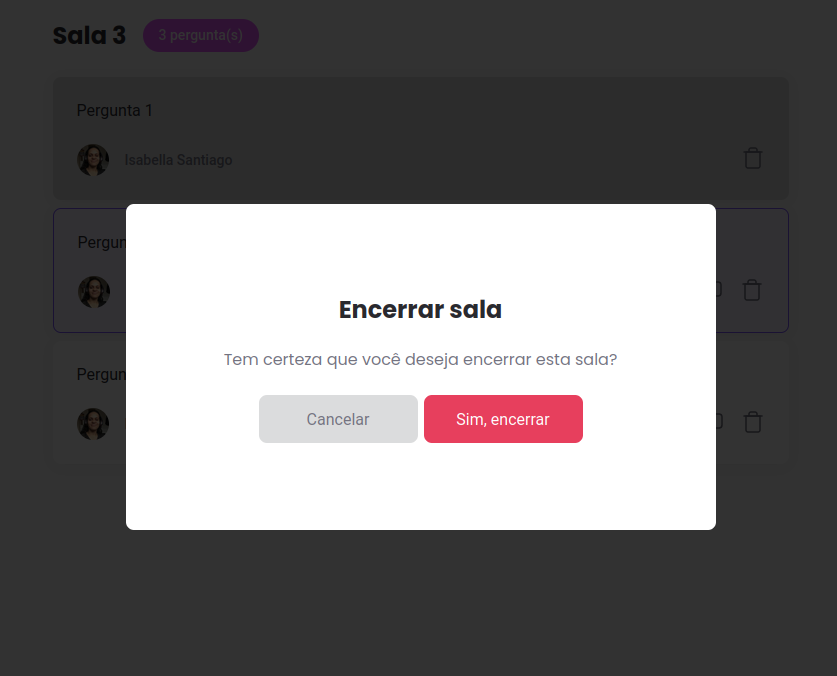 Sala 3 3 pergunta(s)
Pergunta 1
Isabella Santiago
Pergun
Pergun
Encerrar sala
Tem certeza que você deseja encerrar esta sala?
Cancelar Sim, encerrar